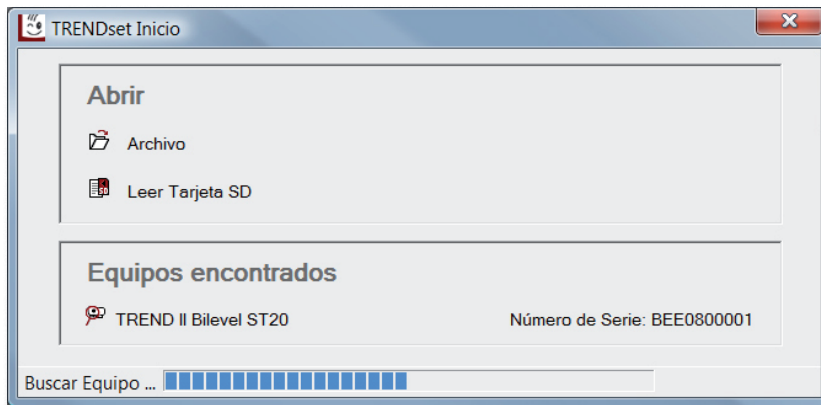 TRENDset Inicio
Abrir
Archivo
Leer Tarjeta SD
Equipos encontrados
TREND II Bilevel ST20 Número de Serie: BEE0800001
Buscar Equipo ...